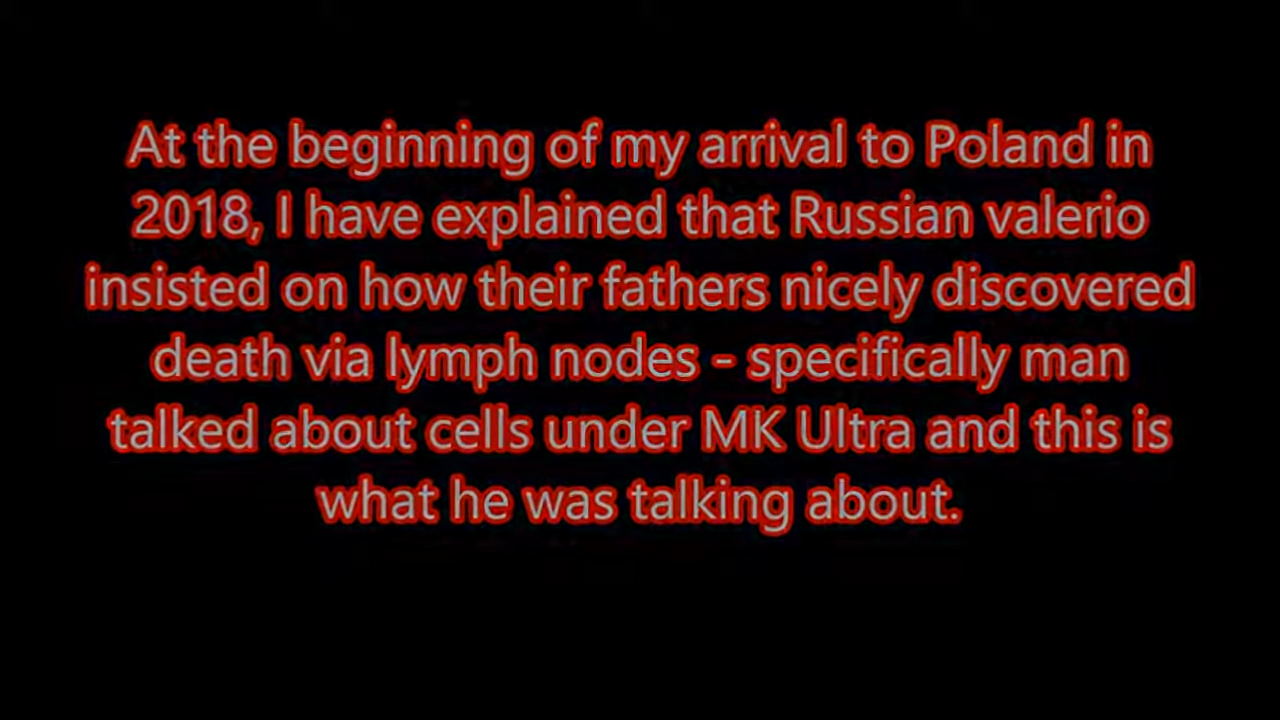 At the beginning of my arrival to Poland in
2018, I have explained that Russian valerio
insisted on how their fathers nicely discovered
death via lymph nodes - specifically man
talked about cells under MK Ultra and this is
what he was talking about.